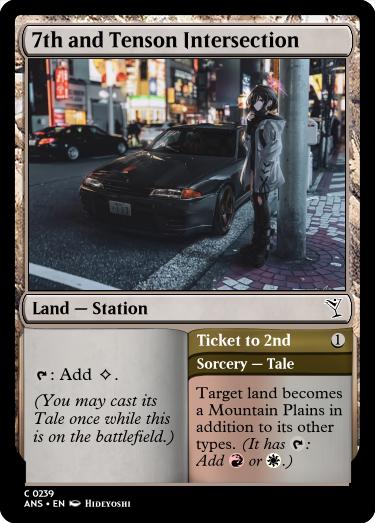 7th and Tenson Intersection
Land — Station
: Add .
(You may cast its
Tale once while this
is on the battlefield.)
Ticket to 2nd 1
Sorcery — Tale
Target land becomes
a Mountain Plains in
addition to its other
types. (It has :
Add or .)
C 0239
ANS • EN Hideyoshi